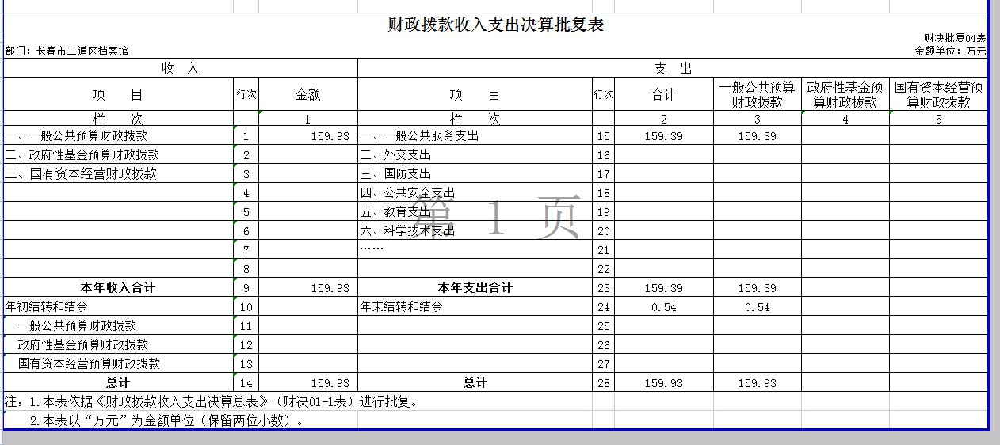 财政拨款收入支出决算批复表
财决批复04表
部门：长春市二道区档案馆 金额单位：万元
收 入 支 出
项 目 行次 金额 项 目 行次 合计 一般公共预算财政拨款 政府性基金预算财政拨款 国有资本经营预算财政拨款
栏 次 1 栏 次 2 3 4 5
一、一般公共预算财政拨款 1 159.93 一、一般公共服务支出 15 159.39 159.39
二、政府性基金预算财政拨款 2 二、外交支出 16
三、国有资本经营财政拨款 3 三、国防支出 17
4 四、公共安全支出 18
5 五、教育支出 19
第 1 页
6 六、科学技术支出 20
7 …… 21
8 22
本年收入合计 9 159.93 本年支出合计 23 159.39 159.39
年初结转和结余 10 年末结转和结余 24 0.54 0.54
一般公共预算财政拨款 11 25
政府性基金预算财政拨款 12 26
国有资本经营预算财政拨款 13 27
总计 14 159.93 总计 28 159.93 159.93
注：1.本表依据《财政拨款收入支出决算总表》（财决01-1表）进行批复。
2.本表以“万元”为金额单位（保留两位小数）。